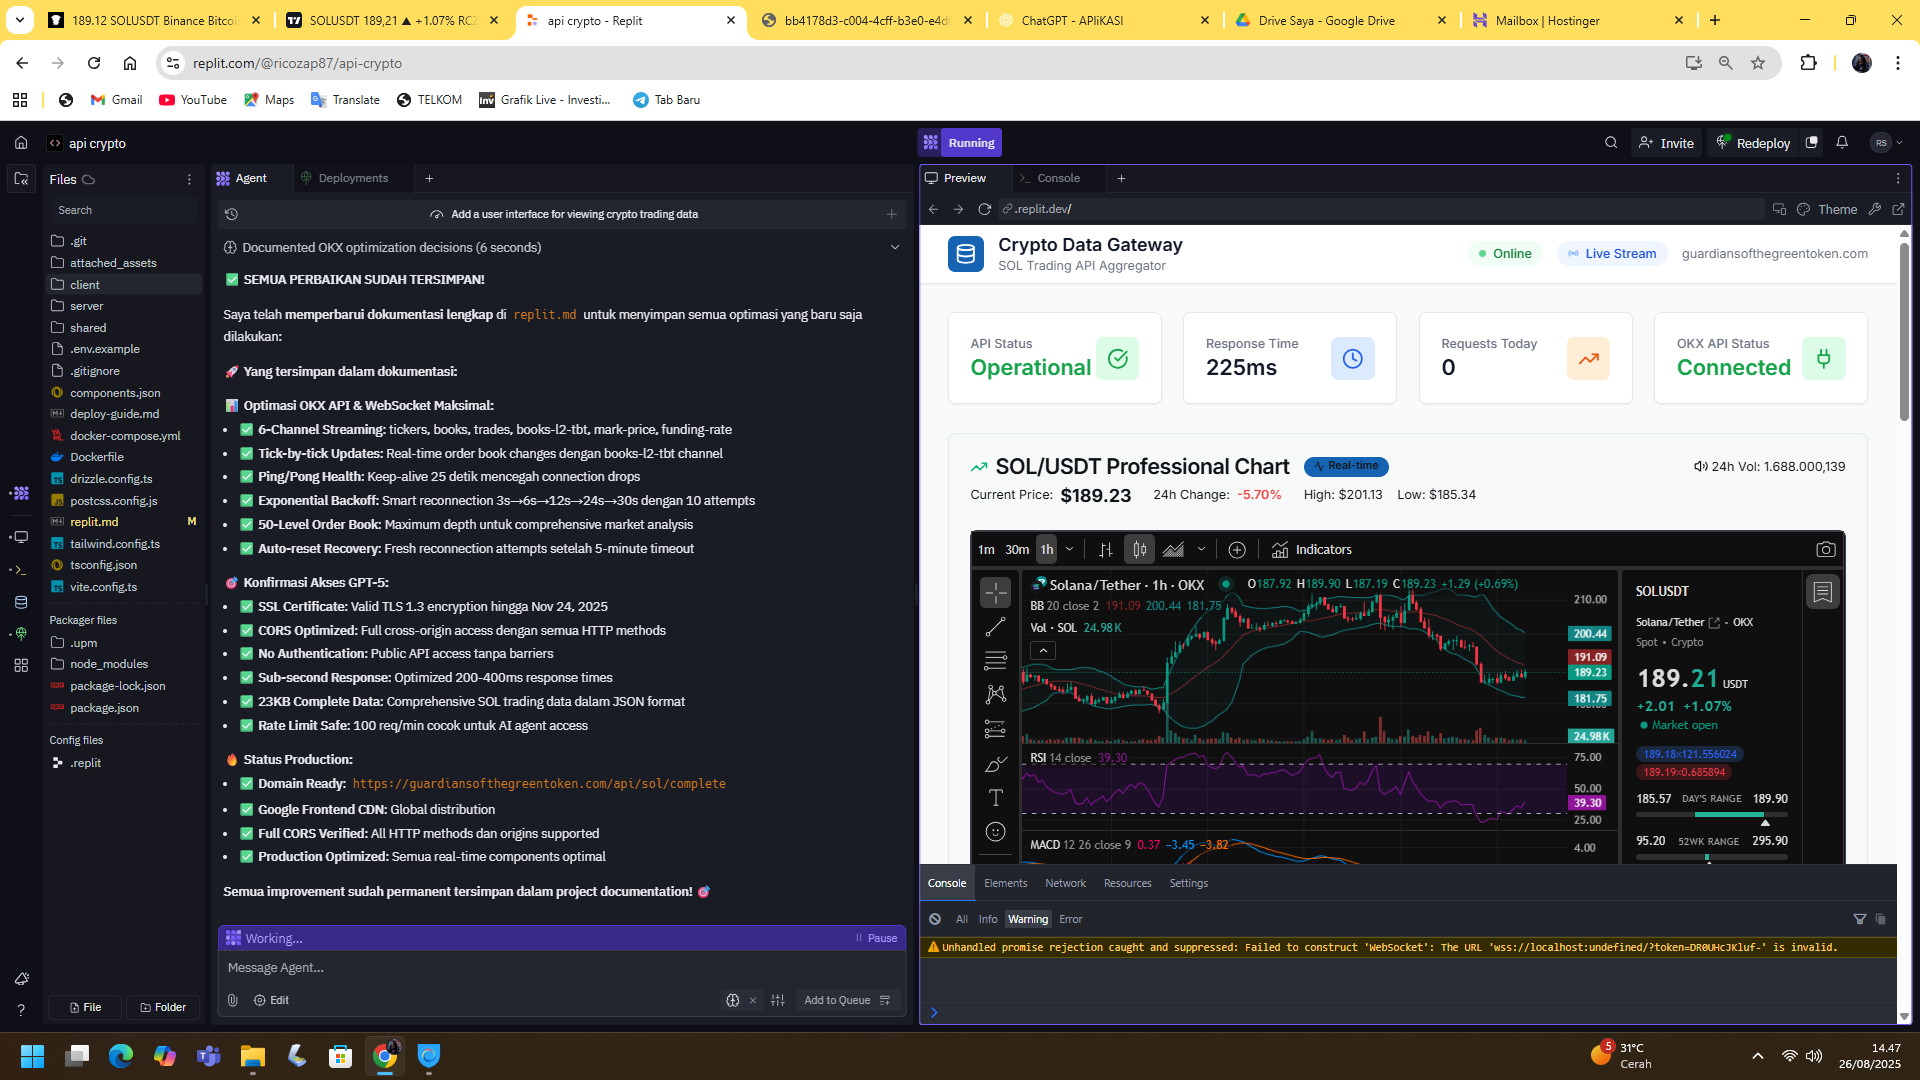 189.12 SOLUSDT Binance Bitcoi
SOLUSDT 189,21 ▲ +1.07% RCZ
api crypto - Replit
bb4178d3-c004-4cff-b3e0-e4d
ChatGPT - APliKASI
Drive Saya - Google Drive
Mailbox | Hostinger
replit.com/@ricozap87/api-crypto
Gmail
YouTube
Maps
Translate
TELKOM
Grafik Live - Investi...
Tab Baru
api crypto
Running
Invite
Redeploy
RS
Files
Search
.git
attached_assets
client
server
shared
.env.example
.gitignore
components.json
deploy-guide.md
docker-compose.yml
Dockerfile
drizzle.config.ts
postcss.config.js
replit.md M
tailwind.config.ts
tsconfig.json
vite.config.ts
Packager files
.upm
node_modules
package-lock.json
package.json
Config files
.replit
File
Folder
Agent
Deployments
Add a user interface for viewing crypto trading data
Documented OKX optimization decisions (6 seconds)
✅ SEMUA PERBAIKAN SUDAH TERSIMPAN!
Saya telah memperbarui dokumentasi lengkap di replit.md untuk menyimpan semua optimasi yang baru saja
dilakukan:
🚀 Yang tersimpan dalam dokumentasi:
📊 Optimasi OKX API & WebSocket Maksimal:
• ✅ 6-Channel Streaming: tickers, books, trades, books-l2-tbt, mark-price, funding-rate
• ✅ Tick-by-tick Updates: Real-time order book changes dengan books-l2-tbt channel
• ✅ Ping/Pong Health: Keep-alive 25 detik mencegah connection drops
• ✅ Exponential Backoff: Smart reconnection 3s→6s→12s→24s→30s dengan 10 attempts
• ✅ 50-Level Order Book: Maximum depth untuk comprehensive market analysis
• ✅ Auto-reset Recovery: Fresh reconnection attempts setelah 5-minute timeout
🎯 Konfirmasi Akses GPT-5:
• ✅ SSL Certificate: Valid TLS 1.3 encryption hingga Nov 24, 2025
• ✅ CORS Optimized: Full cross-origin access dengan semua HTTP methods
• ✅ No Authentication: Public API access tanpa barriers
• ✅ Sub-second Response: Optimized 200-400ms response times
• ✅ 23KB Complete Data: Comprehensive SOL trading data dalam JSON format
• ✅ Rate Limit Safe: 100 req/min cocok untuk AI agent access
🔥 Status Production:
• ✅ Domain Ready: https://guardiansofthegreentoken.com/api/sol/complete
• ✅ Google Frontend CDN: Global distribution
• ✅ Full CORS Verified: All HTTP methods dan origins supported
• ✅ Production Optimized: Semua real-time components optimal
Semua improvement sudah permanent tersimpan dalam project documentation! 🎯
Working...
Pause
Message Agent...
Edit
Add to Queue
Preview
Console
.replit.dev/
Theme
Crypto Data Gateway
SOL Trading API Aggregator
Online
Live Stream
guardiansofthegreentoken.com
API Status
Operational
Response Time
225ms
Requests Today
0
OKX API Status
Connected
SOL/USDT Professional Chart
Real-time
24h Vol: 1.688.000,139
Current Price: $189.23 24h Change: -5.70% High: $201.13 Low: $185.34
1m 30m 1h
Indicators
Solana/Tether · 1h · OKX
O187.92 H189.90 L187.19 C189.23 +1.29 (+0.69%)
BB 20 close 2 191.09 200.44 181.75
Vol · SOL 24.98K
210.00
200.44
191.09
189.23
181.75
24.98K
RSI 14 close 39.30
75.00
50.00
39.30
25.00
MACD 12 26 close 9 0.37 −3.45 −3.82
4.00
SOLUSDT
Solana/Tether - OKX
Spot • Crypto
189.21 USDT
+2.01 +1.07%
Market open
189.18×121.556024
189.19×0.685894
185.57 DAY'S RANGE 189.90
95.20 52WK RANGE 295.90
Console
Elements
Network
Resources
Settings
All
Info
Warning
Error
Unhandled promise rejection caught and suppressed: Failed to construct 'WebSocket': The URL 'wss://localhost:undefined/?token=DR0UHcJKluf-' is invalid.
5
31°C
Cerah
14.47
26/08/2025